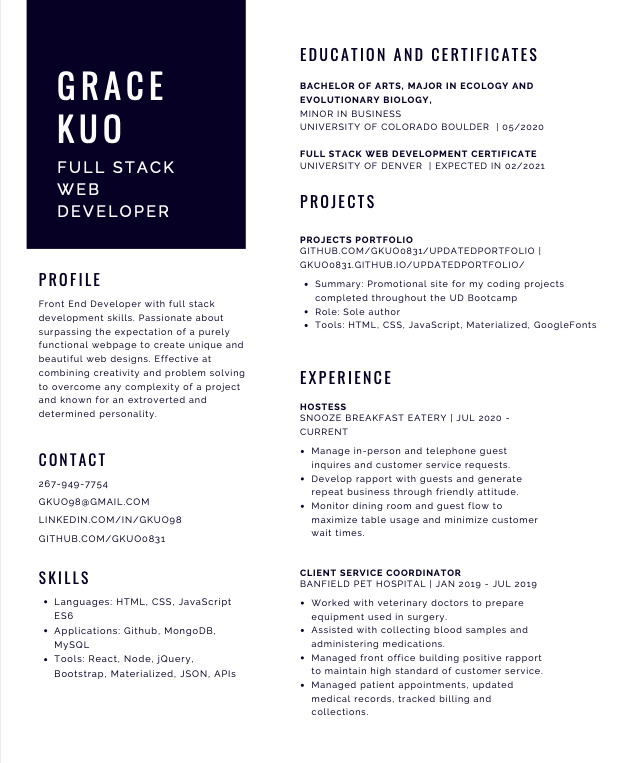 GRACE
KUO
FULL STACK
WEB
DEVELOPER
PROFILE
Front End Developer with full stack
development skills. Passionate about
surpassing the expectation of a purely
functional webpage to create unique and
beautiful web designs. Effective at
combining creativity and problem solving
to overcome any complexity of a project
and known for an extroverted and
determined personality.
CONTACT
267-949-7754
GKUO98@GMAIL.COM
LINKEDIN.COM/IN/GKUO98
GITHUB.COM/GKUO0831
SKILLS
• Languages: HTML, CSS, JavaScript
ES6
• Applications: Github, MongoDB,
MySQL
• Tools: React, Node, jQuery,
Bootstrap, Materialized, JSON, APIs
EDUCATION AND CERTIFICATES
BACHELOR OF ARTS, MAJOR IN ECOLOGY AND
EVOLUTIONARY BIOLOGY,
MINOR IN BUSINESS
UNIVERSITY OF COLORADO BOULDER | 05/2020
FULL STACK WEB DEVELOPMENT CERTIFICATE
UNIVERSITY OF DENVER | EXPECTED IN 02/2021
PROJECTS
PROJECTS PORTFOLIO
GITHUB.COM/GKUO0831/UPDATEDPORTFOLIO |
GKUO0831.GITHUB.IO/UPDATEDPORTFOLIO/
• Summary: Promotional site for my coding projects
completed throughout the UD Bootcamp
• Role: Sole author
• Tools: HTML, CSS, JavaScript, Materialized, GoogleFonts
EXPERIENCE
HOSTESS
SNOOZE BREAKFAST EATERY | JUL 2020 -
CURRENT
• Manage in-person and telephone guest
inquires and customer service requests.
• Develop rapport with guests and generate
repeat business through friendly attitude.
• Monitor dining room and guest flow to
maximize table usage and minimize customer
wait times.
CLIENT SERVICE COORDINATOR
BANFIELD PET HOSPITAL | JAN 2019 - JUL 2019
• Worked with veterinary doctors to prepare
equipment used in surgery.
• Assisted with collecting blood samples and
administering medications.
• Managed front office building positive rapport
to maintain high standard of customer service.
• Managed patient appointments, updated
medical records, tracked billing and
collections.